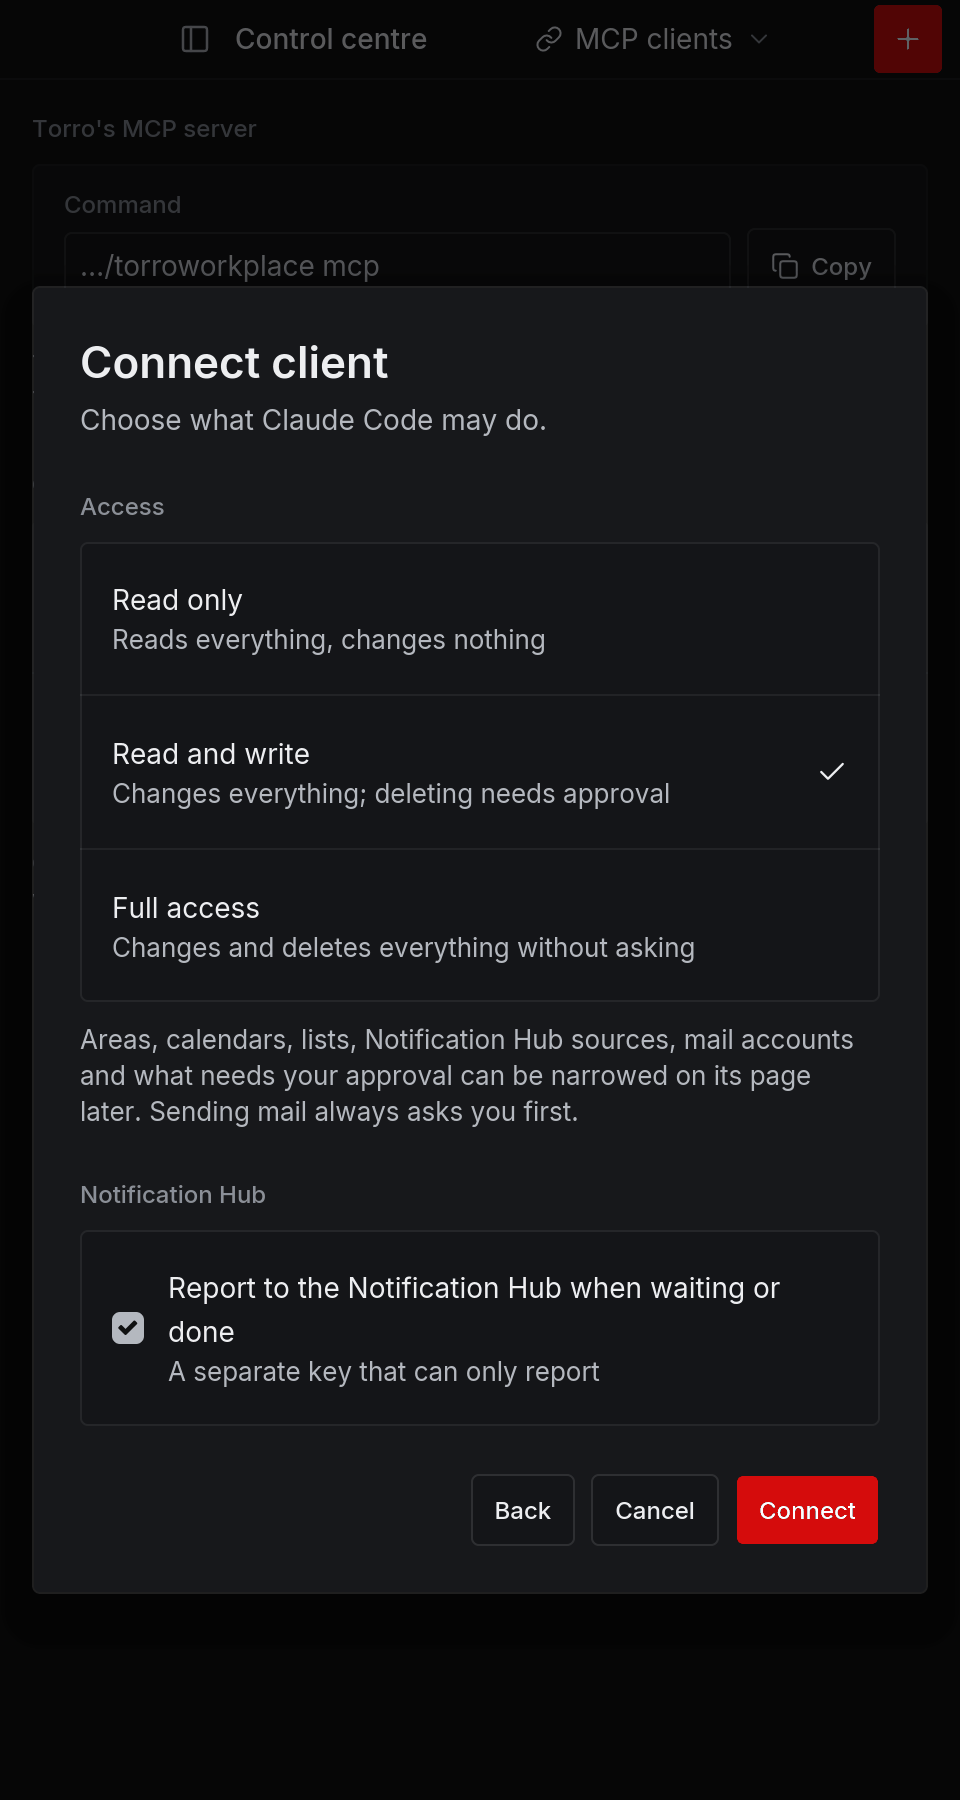 Control centre
MCP clients
Torro's MCP server
Command
.../torroworkplace mcp
Copy
Connect client
Choose what Claude Code may do.
Access
Read only
Reads everything, changes nothing
Read and write
Changes everything; deleting needs approval
Full access
Changes and deletes everything without asking
Areas, calendars, lists, Notification Hub sources, mail accounts
and what needs your approval can be narrowed on its page
later. Sending mail always asks you first.
Notification Hub
Report to the Notification Hub when waiting or
done
A separate key that can only report
Back
Cancel
Connect